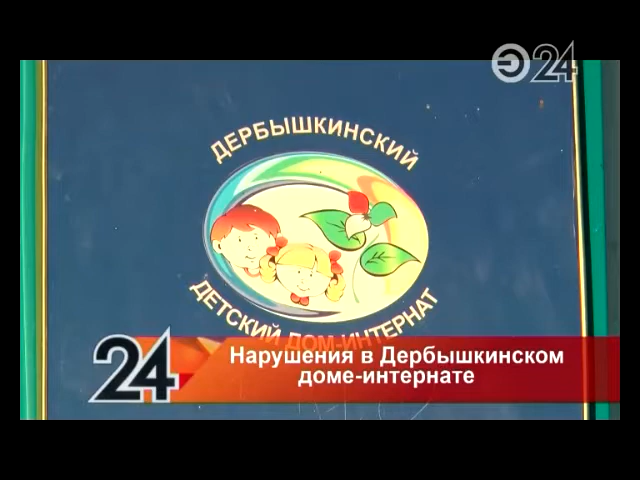 Э24
ДЕРБЫШКИНСКИЙ
ДЕТСКИЙ ДОМ-ИНТЕРНАТ
24
Нарушения в Дербышкинском
доме-интернате